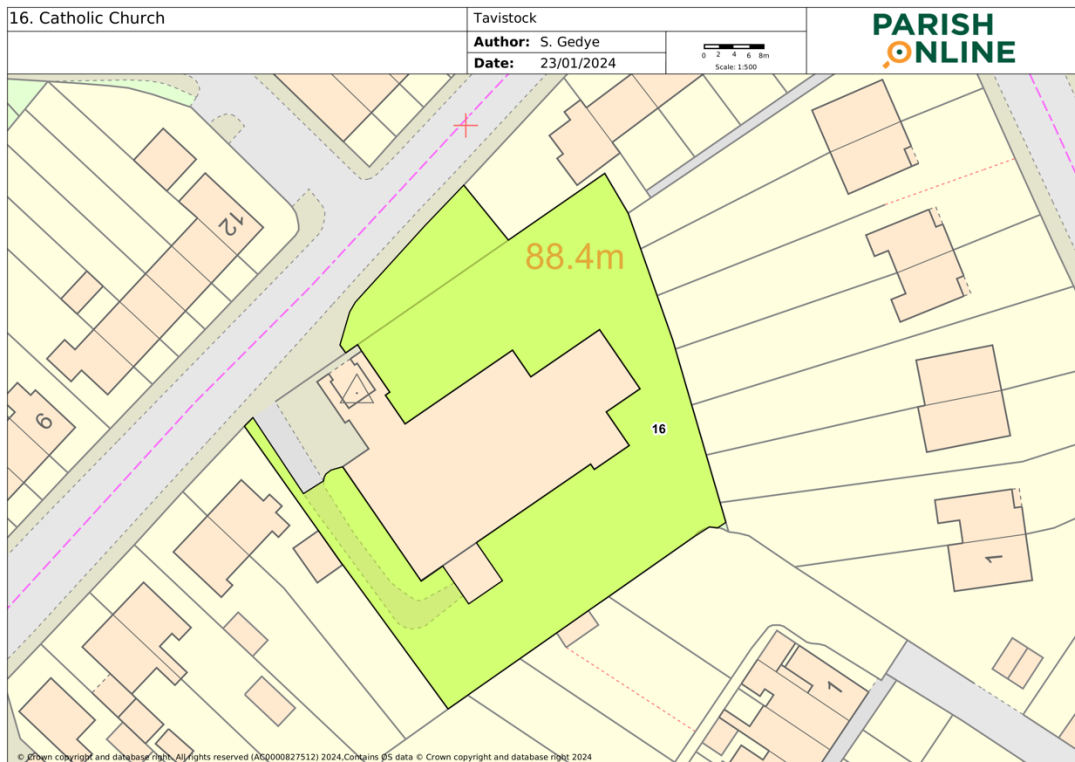 16. Catholic Church
Tavistock
Author: S. Gedye
Date: 23/01/2024
0 2 4 6 8m
Scale: 1:500
PARISH
ONLINE
12
88.4m
9
16
1
1
© Crown copyright and database right. All rights reserved (AC0000827512) 2024,Contains OS data © Crown copyright and database right 2024